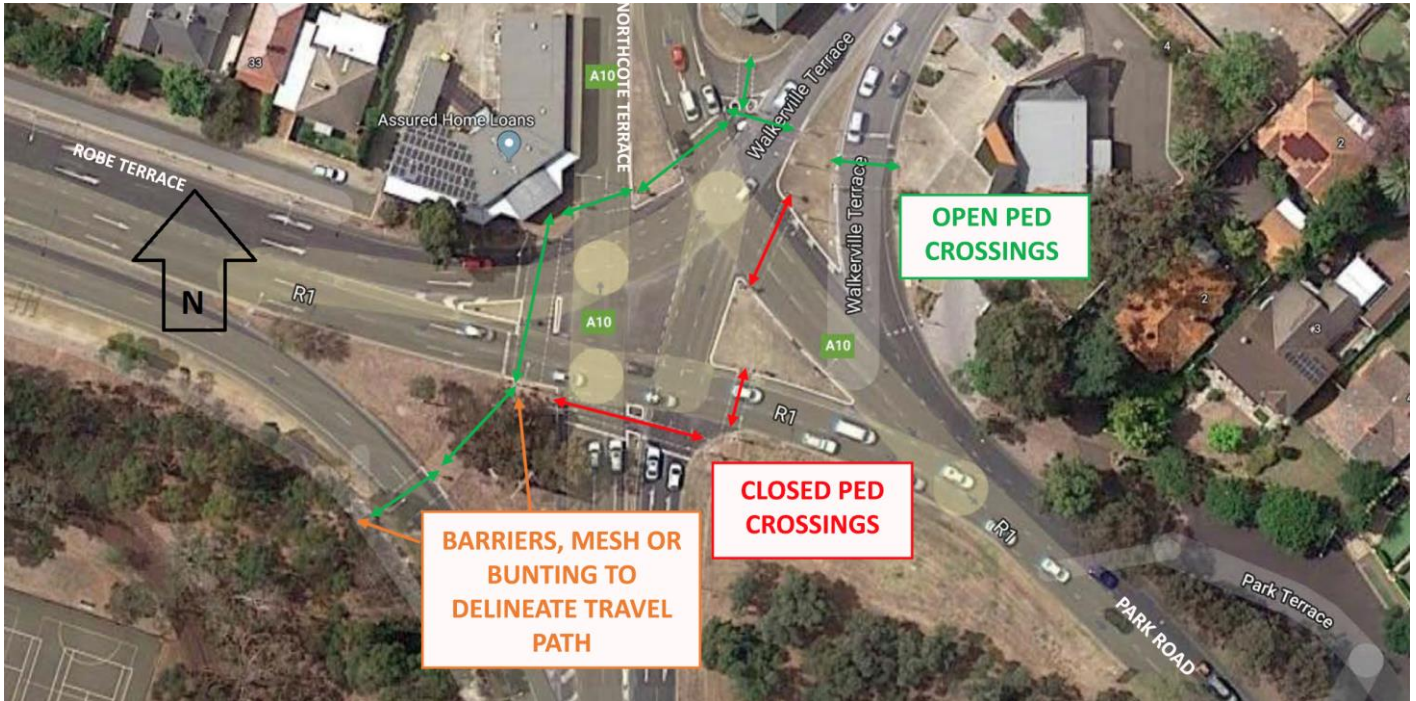 NORTHCOTE TERRACE
A10
33
4
2
Assured Home Loans
Walkerville Terrace
ROBE TERRACE
N
R1
A10
Walkerville Terrace
OPEN PED
CROSSINGS
2
3
A10
R1
CLOSED PED
CROSSINGS
R1
BARRIERS, MESH OR
BUNTING TO
DELINEATE TRAVEL
PATH
Park Terrace
PARK ROAD